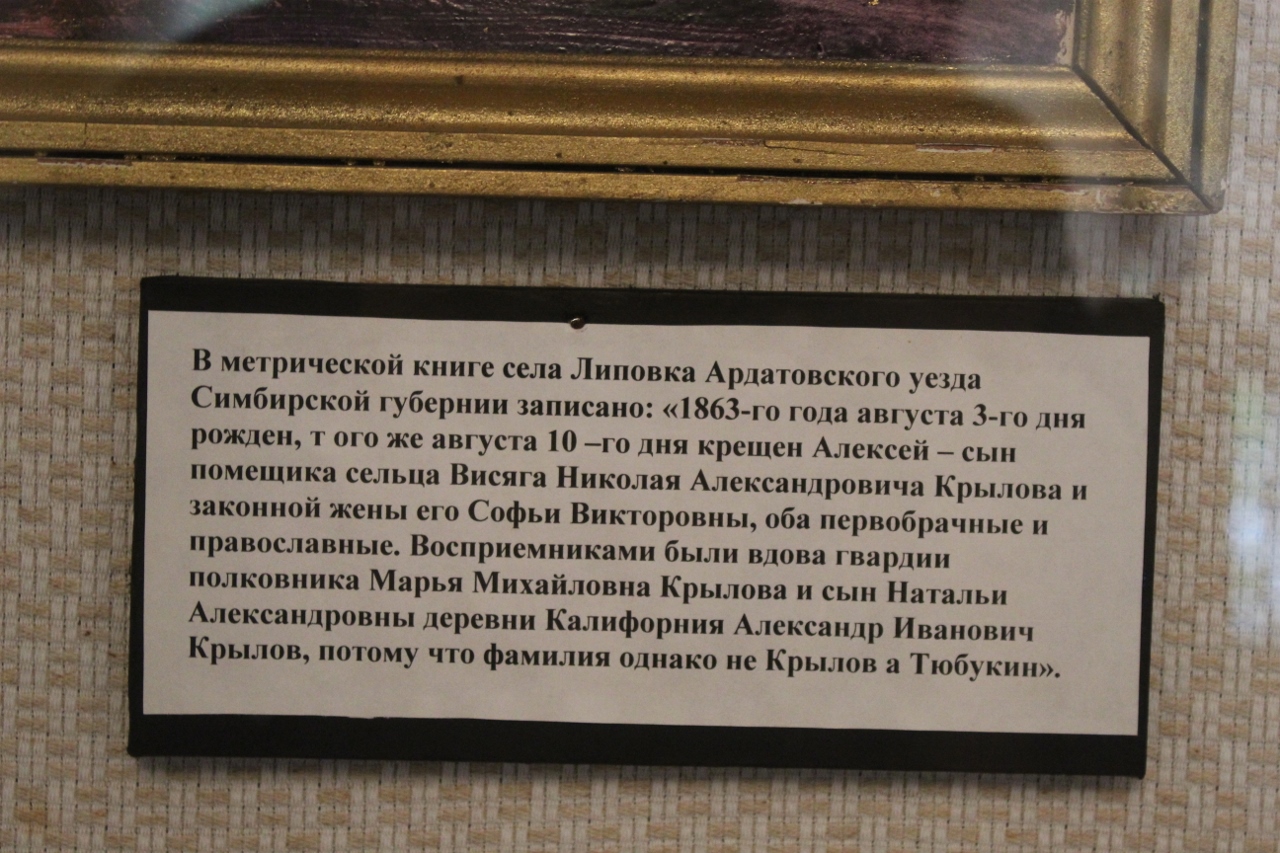 В метрической книге села Липовка Ардатовского уезда
Симбирской губернии записано: «1863-го года августа 3-го дня
рожден, т ого же августа 10 –го дня крещен Алексей – сын
помещика сельца Висяга Николая Александровича Крылова и
законной жены его Софьи Викторовны, оба первобрачные и
православные. Восприемниками были вдова гвардии
полковника Марья Михайловна Крылова и сын Натальи
Александровны деревни Калифорния Александр Иванович
Крылов, потому что фамилия однако не Крылов а Тюбукин».